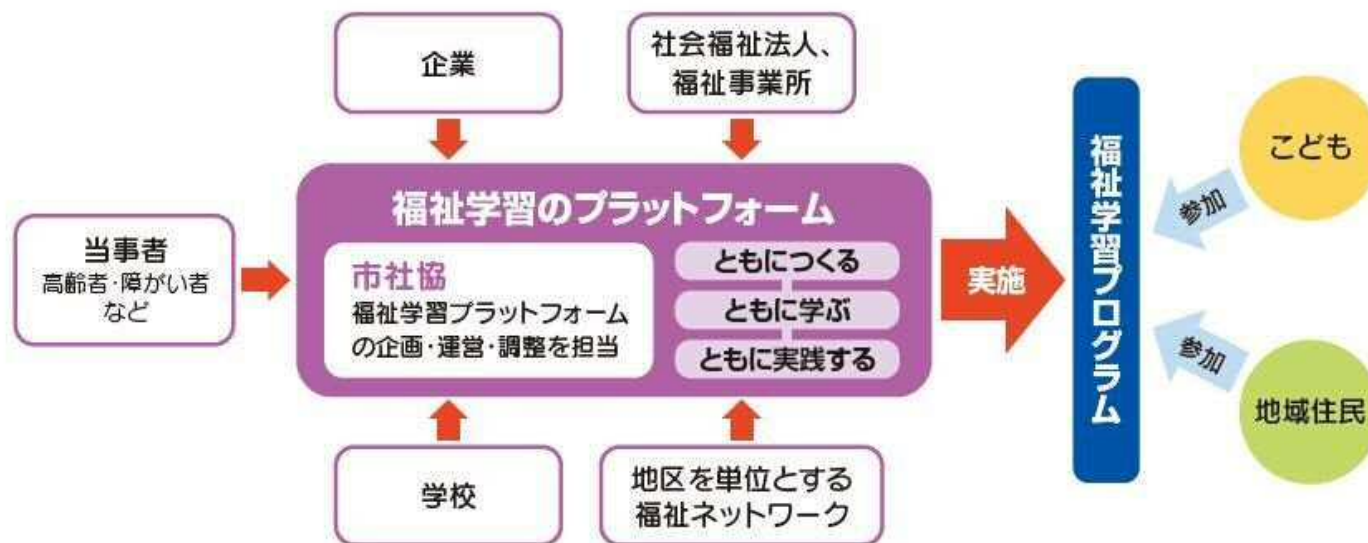 企業
社会福祉法人、
福祉事業所
当事者
高齢者・障がい者
など
福祉学習のプラットフォーム
市社協
福祉学習プラットフォーム
の企画・運営・調整を担当
ともにつくる
ともに学ぶ
ともに実践する
学校
地区を単位とする
福祉ネットワーク
実施
福祉学習プログラム
参加
こども
参加
地域住民